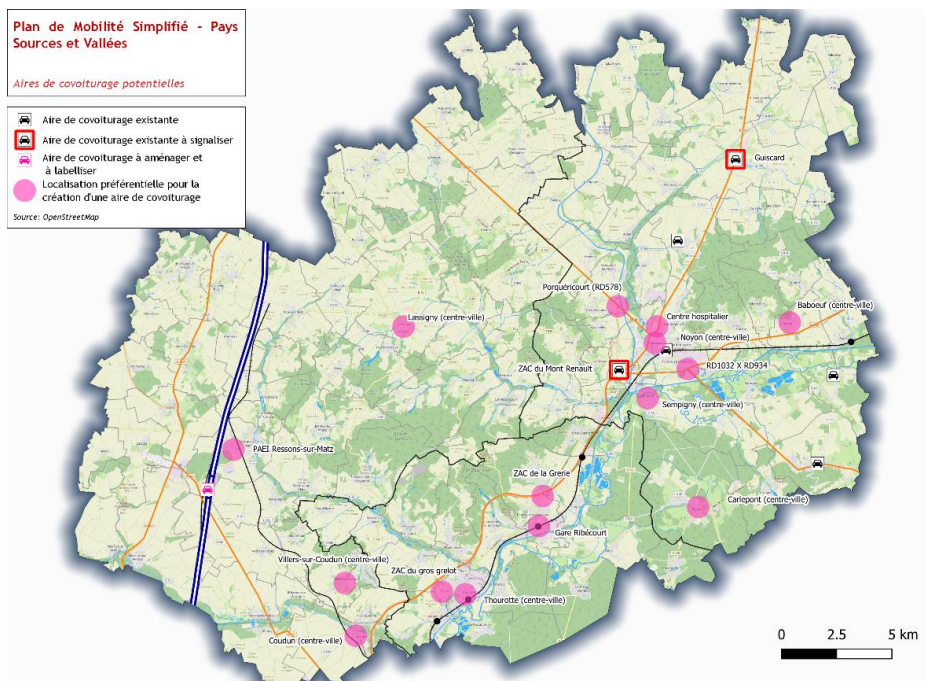 Plan de Mobilité Simplifié - Pays
Sources et Vallées
Aires de covoiturage potentielles
Aire de covoiturage existante
Aire de covoiturage existante à signaliser
Aire de covoiturage à aménager et
à labelliser
Localisation préférentielle pour la
création d'une aire de covoiturage
Source: OpenStreetMap
Guiscard
Porquéricourt (RD578)
Baboeuf (centre-ville)
Lassigny (centre-ville)
Centre hospitalier
Noyon (centre-ville)
ZAC du Mont Renault
RD1032 X RD934
Sempigny (centre-ville)
PAEI Ressons-sur-Matz
ZAC de la Grerie
Carlepont (centre-ville)
Gare Ribécourt
Villers-sur-Coudun (centre-ville)
ZAC du gros grelot
Thourotte (centre-ville)
Coudun (centre-ville)
0 2.5 5 km